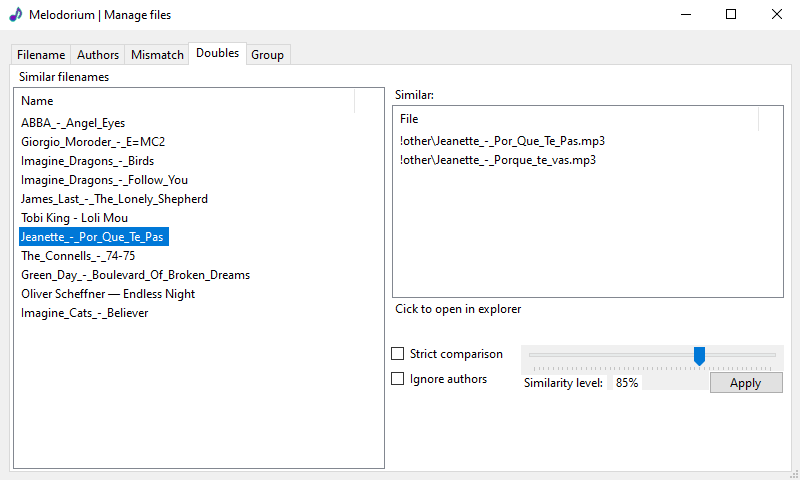 Melodorium | Manage files
Filename Authors Mismatch Doubles Group
Similar filenames
Name
ABBA_-_Angel_Eyes
Giorgio_Moroder_-_E=MC2
Imagine_Dragons_-_Birds
Imagine_Dragons_-_Follow_You
James_Last_-_The_Lonely_Shepherd
Tobi King - Loli Mou
Jeanette_-_Por_Que_Te_Pas
The_Connells_-_74-75
Green_Day_-_Boulevard_Of_Broken_Dreams
Oliver Scheffner — Endless Night
Imagine_Cats_-_Believer
Similar:
File
!other\Jeanette_-_Por_Que_Te_Pas.mp3
!other\Jeanette_-_Porque_te_vas.mp3
Cick to open in explorer
Strict comparison
Ignore authors
Similarity level: 85%
Apply